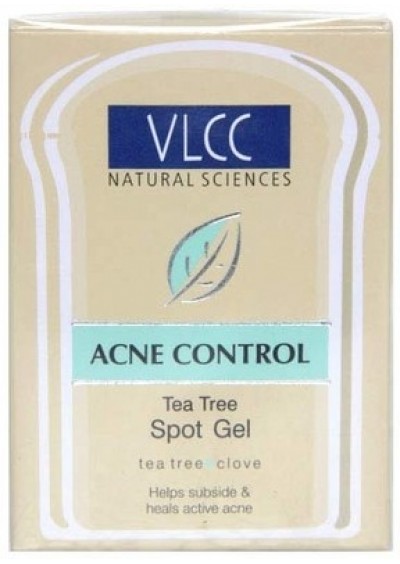 VLCC
NATURAL SCIENCES
ACNE CONTROL
Tea Tree
Spot Gel
tea tree clove
Helps subside &
heals active acne